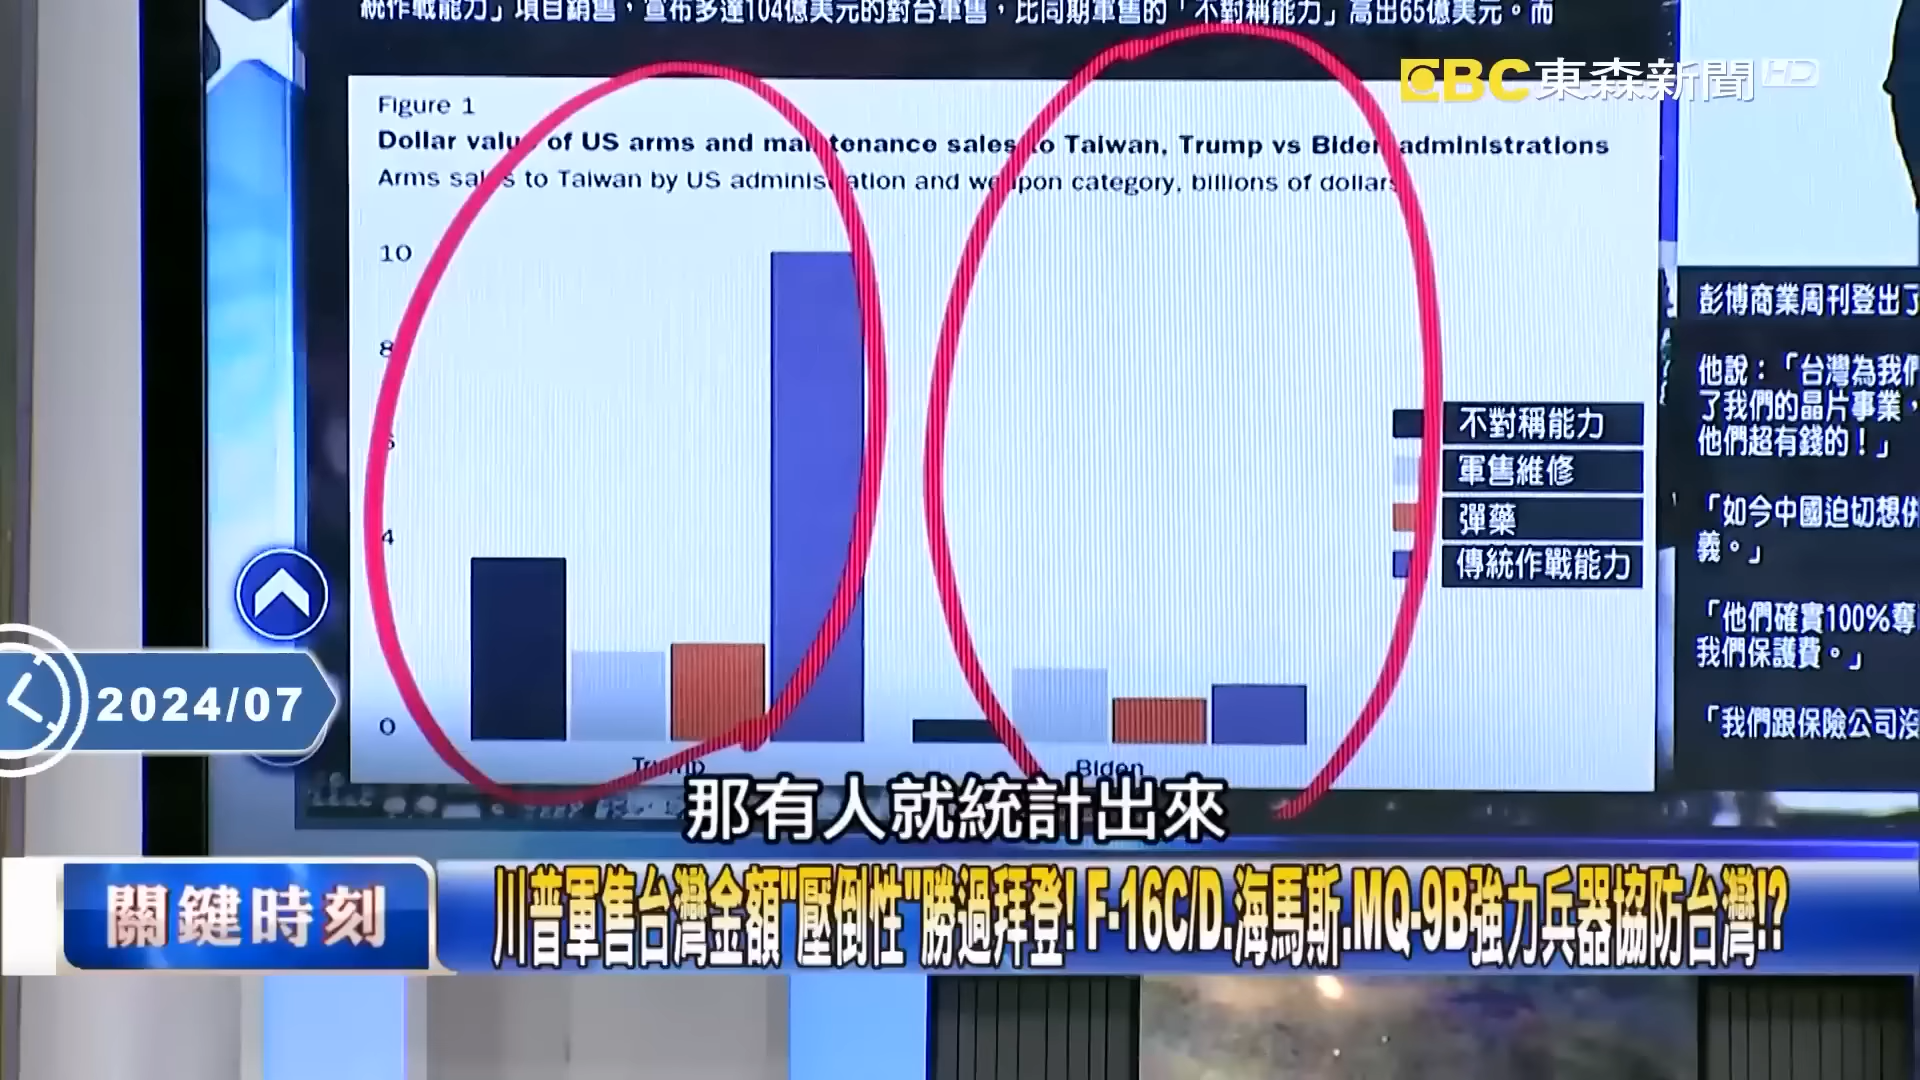 統作戰能力」項目銷售，宣布多達104億美元的對台軍售，比同期軍售的「不對稱能力」高出65億美元。而
EBC東森新聞HD
Figure 1
Dollar value of US arms and maintenance sales to Taiwan, Trump vs Biden administrations
Arms sales to Taiwan by US administration and weapon category, billions of dollars
10
8
6
4
0
Trump
Biden
不對稱能力
軍售維修
彈藥
傳統作戰能力
彭博商業周刊登出了
他說：「台灣為我們
了我們的晶片事業，
他們超有錢的！」
「如今中國迫切想併
義。」
「他們確實100%奪
我們保護費。」
「我們跟保險公司沒
2024/07
那有人就統計出來
關鍵時刻
川普軍售台灣金額"壓倒性"勝過拜登! F-16C/D.海馬斯.MQ-9B強力兵器協防台灣!?